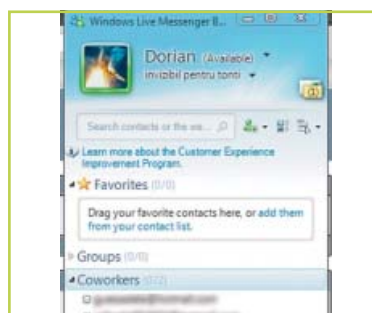 Windows Live Messenger B...
Dorian (Available)
invizibil pentru tonti
Search contacts or the we...
Learn more about the Customer Experience
Improvement Program.
Favorites (0/0)
Drag your favorite contacts here, or add them
from your contact list.
Groups (0/0)
Coworkers